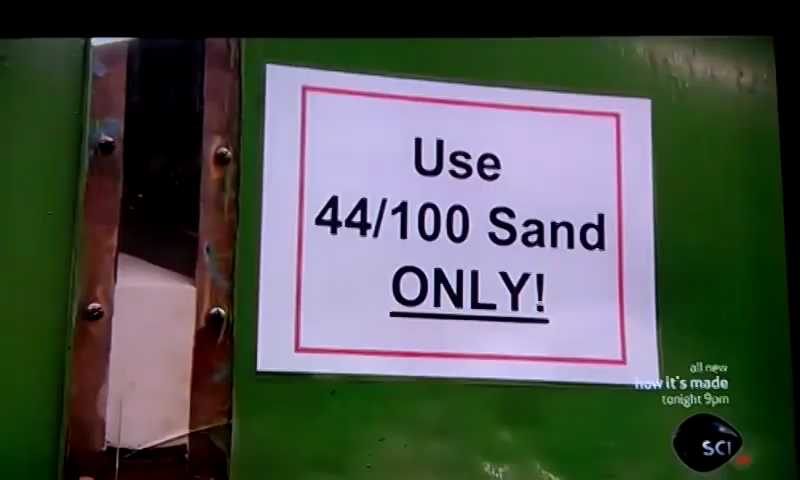 Use
44/100 Sand
ONLY!
all new
how it's made
tonight 9pm
SCI